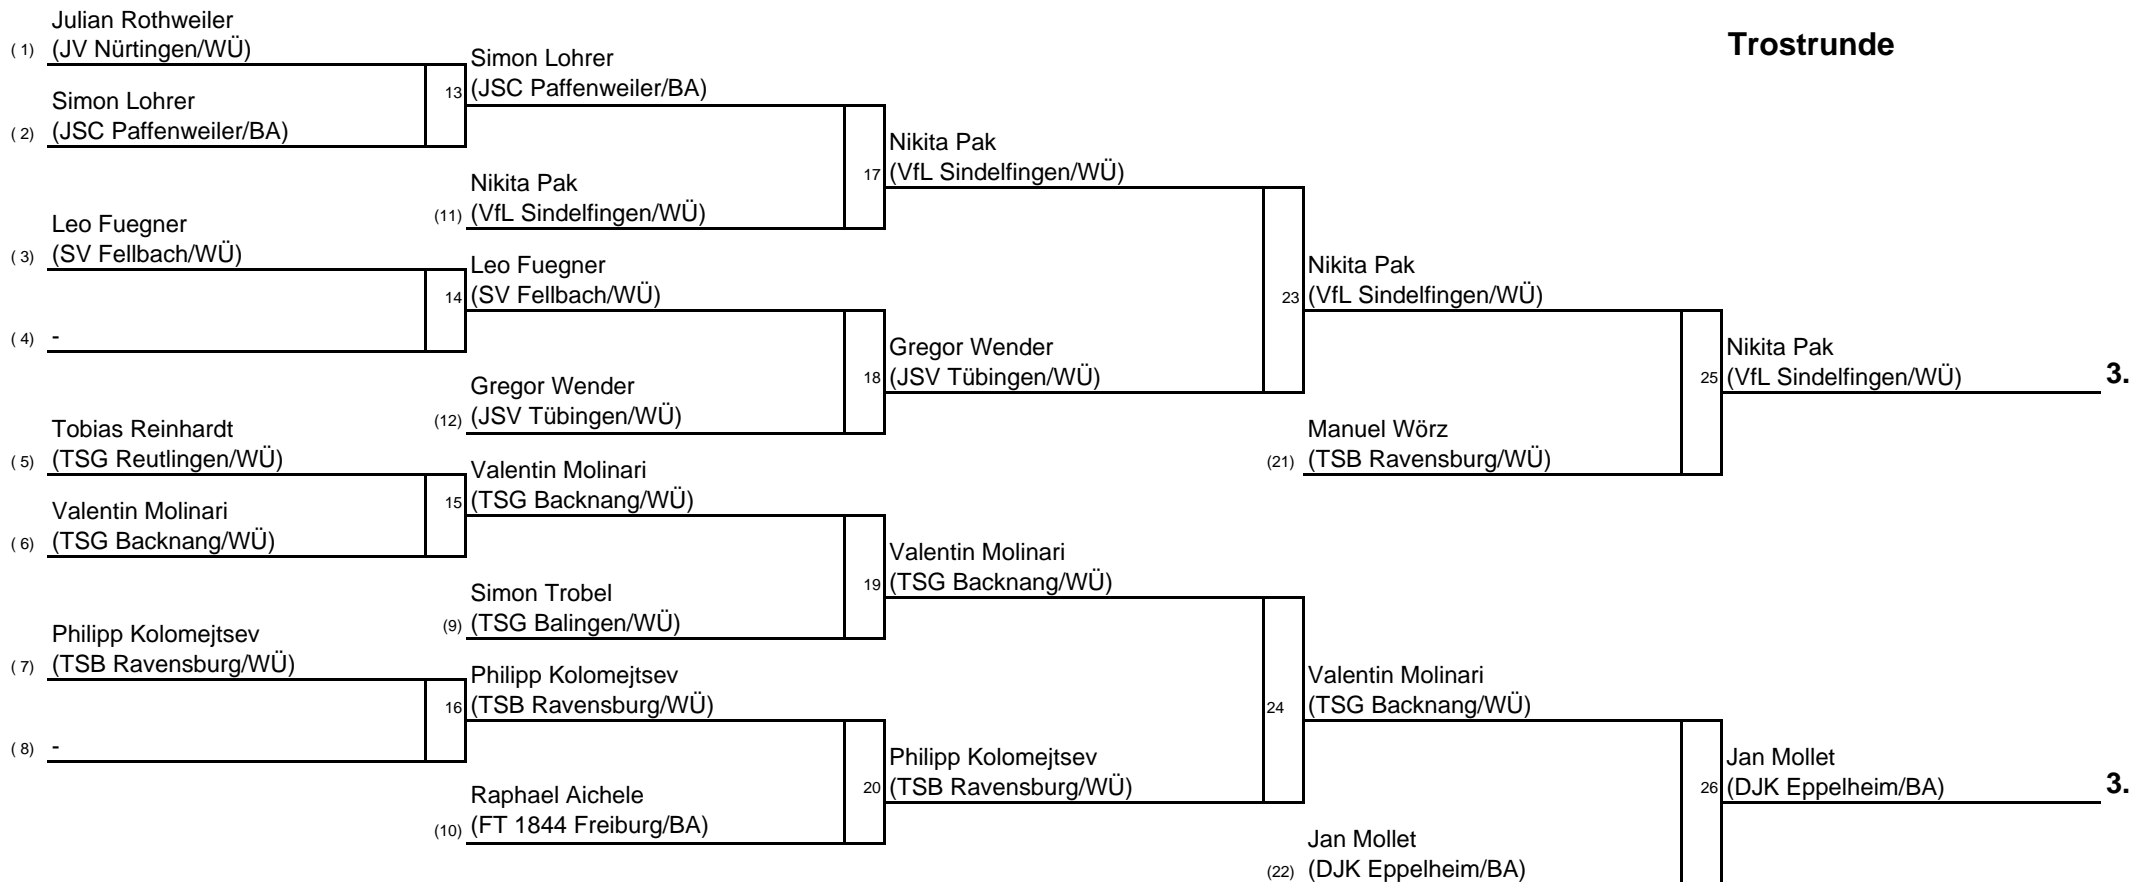 Trostrunde
Julian Rothweiler
( 1) (JV Nürtingen/WÜ)
Simon Lohrer
( 2) (JSC Paffenweiler/BA)
Leo Fuegner
( 3) (SV Fellbach/WÜ)
( 4) -
Tobias Reinhardt
( 5) (TSG Reutlingen/WÜ)
Valentin Molinari
( 6) (TSG Backnang/WÜ)
Philipp Kolomejtsev
( 7) (TSB Ravensburg/WÜ)
( 8) -
Simon Lohrer
13 (JSC Paffenweiler/BA)
Nikita Pak
(11) (VfL Sindelfingen/WÜ)
Leo Fuegner
14 (SV Fellbach/WÜ)
Gregor Wender
(12) (JSV Tübingen/WÜ)
Valentin Molinari
15 (TSG Backnang/WÜ)
Simon Trobel
(9) (TSG Balingen/WÜ)
Philipp Kolomejtsev
16 (TSB Ravensburg/WÜ)
Raphael Aichele
(10) (FT 1844 Freiburg/BA)
Nikita Pak
17 (VfL Sindelfingen/WÜ)
Gregor Wender
18 (JSV Tübingen/WÜ)
Valentin Molinari
19 (TSG Backnang/WÜ)
Philipp Kolomejtsev
20 (TSB Ravensburg/WÜ)
Nikita Pak
23 (VfL Sindelfingen/WÜ)
Manuel Wörz
(21) (TSB Ravensburg/WÜ)
Valentin Molinari
24 (TSG Backnang/WÜ)
Jan Mollet
(22) (DJK Eppelheim/BA)
Nikita Pak
25 (VfL Sindelfingen/WÜ) 3.
Jan Mollet
26 (DJK Eppelheim/BA) 3.